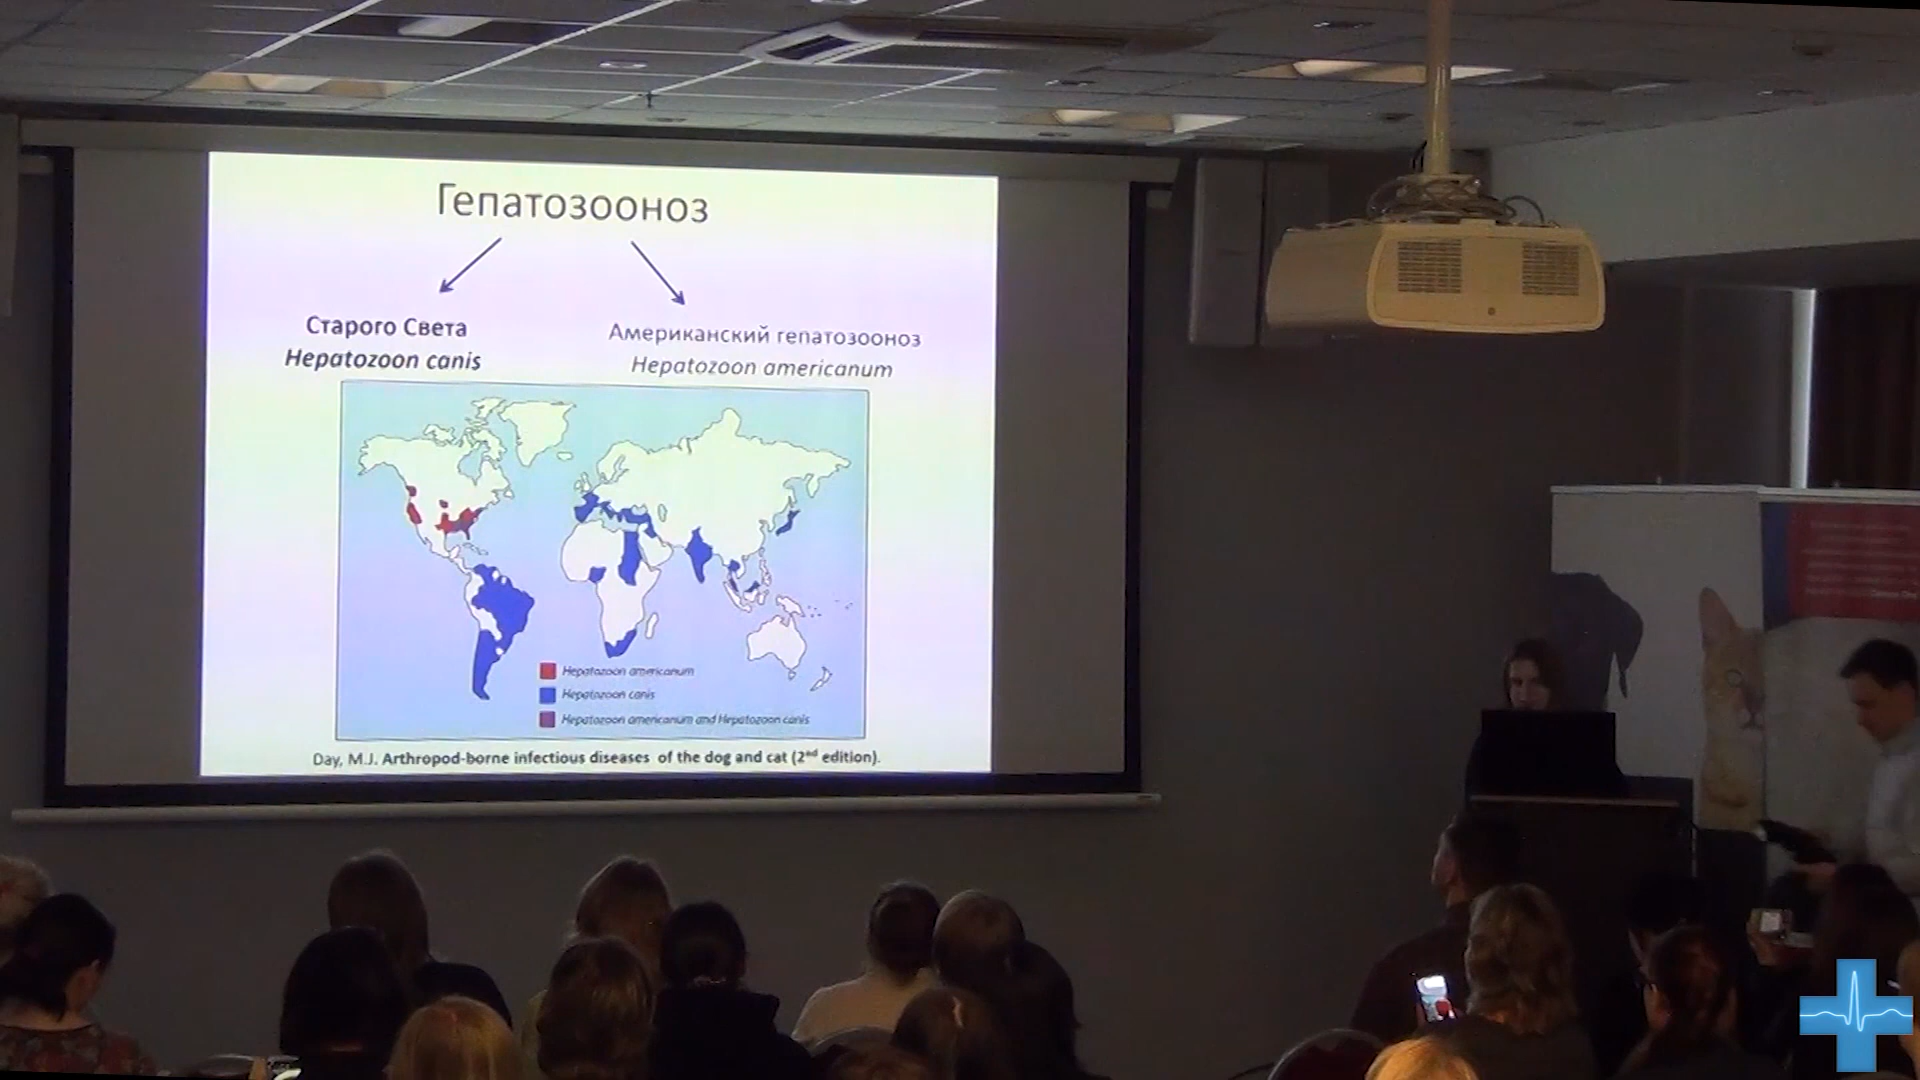 Гепатозооноз
Старого Света
Hepatozoon canis
Американский гепатозооноз
Hepatozoon americanum
Hepatozoon americanum
Hepatozoon canis
Hepatozoon americanum and Hepatozoon canis
Day, M.J. Arthropod-borne infectious diseases of the dog and cat (2nd edition).